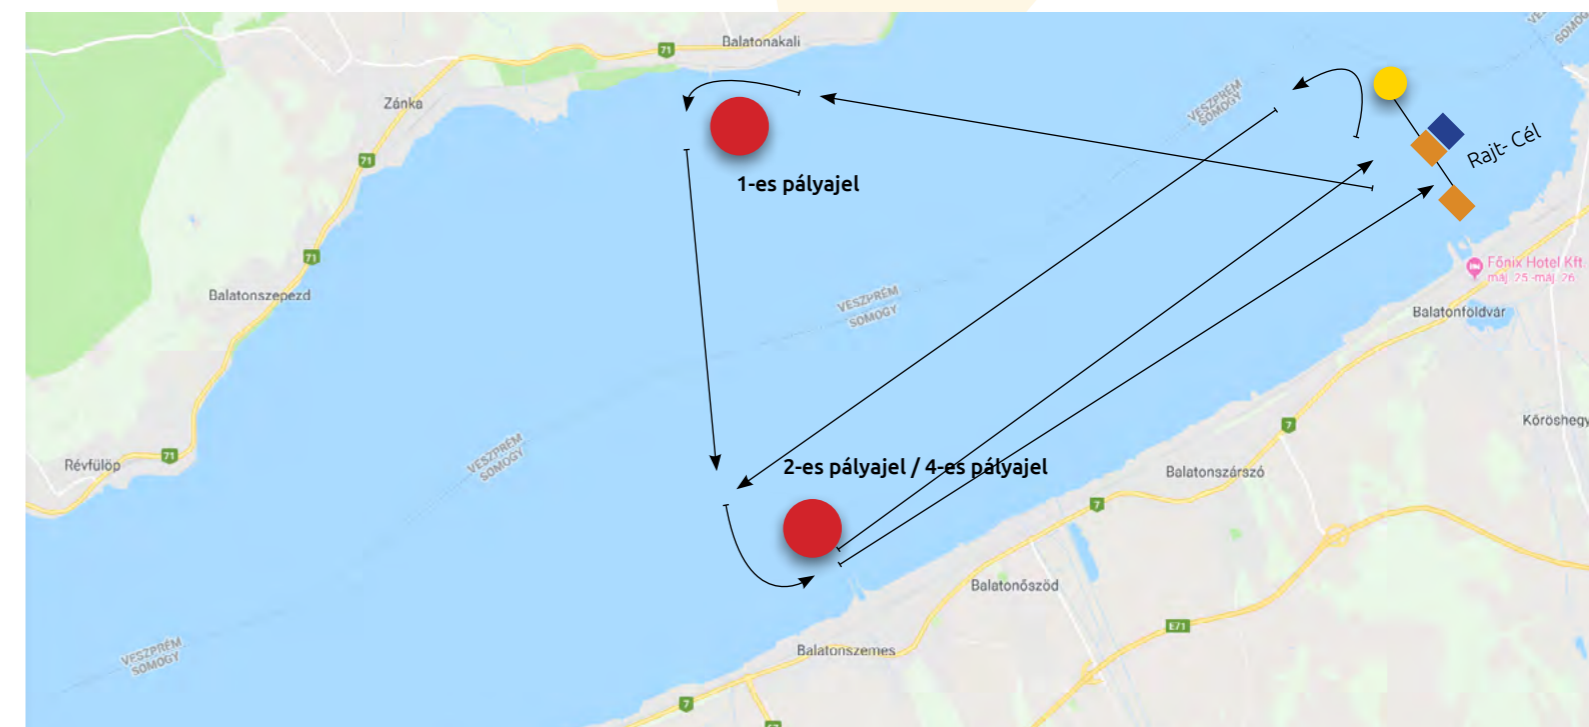 Balatonakali
71
Zánka
71
VESZPRÉM
SOMOGY
VESZPRÉM
SOMOGY
Rajt- Cél
1-es pályajel
71
Balatonszepezd
Főnix Hotel Kft.
máj. 25 -máj. 26
VESZPRÉM
SOMOGY
Balatonföldvár
7
Kőröshegy
Révfülöp
71
VESZPRÉM
SOMOGY
2-es pályajel / 4-es pályajel
Balatonszárszó
7
Balatonőszöd
E71
VESZPRÉM
SOMOGY
Balatonszemes
7